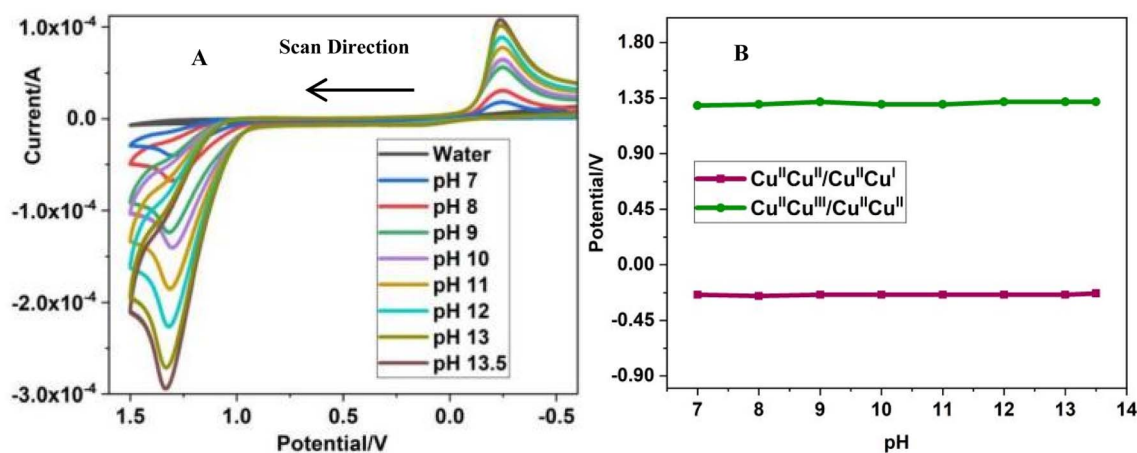 A
Scan Direction
Current/A
1.0x10⁻⁴
0.0
-1.0x10⁻⁴
-2.0x10⁻⁴
-3.0x10⁻⁴
Water
pH 7
pH 8
pH 9
pH 10
pH 11
pH 12
pH 13
pH 13.5
1.5 1.0 0.5 0.0 -0.5
Potential/V
B
Potential/V
1.80
1.35
0.90
0.45
0.00
-0.45
-0.90
CuᴵᴵCuᴵᴵ/CuᴵᴵCuᴵ
CuᴵᴵCuᴵᴵᴵ/CuᴵᴵCuᴵᴵ
7 8 9 10 11 12 13 14
pH